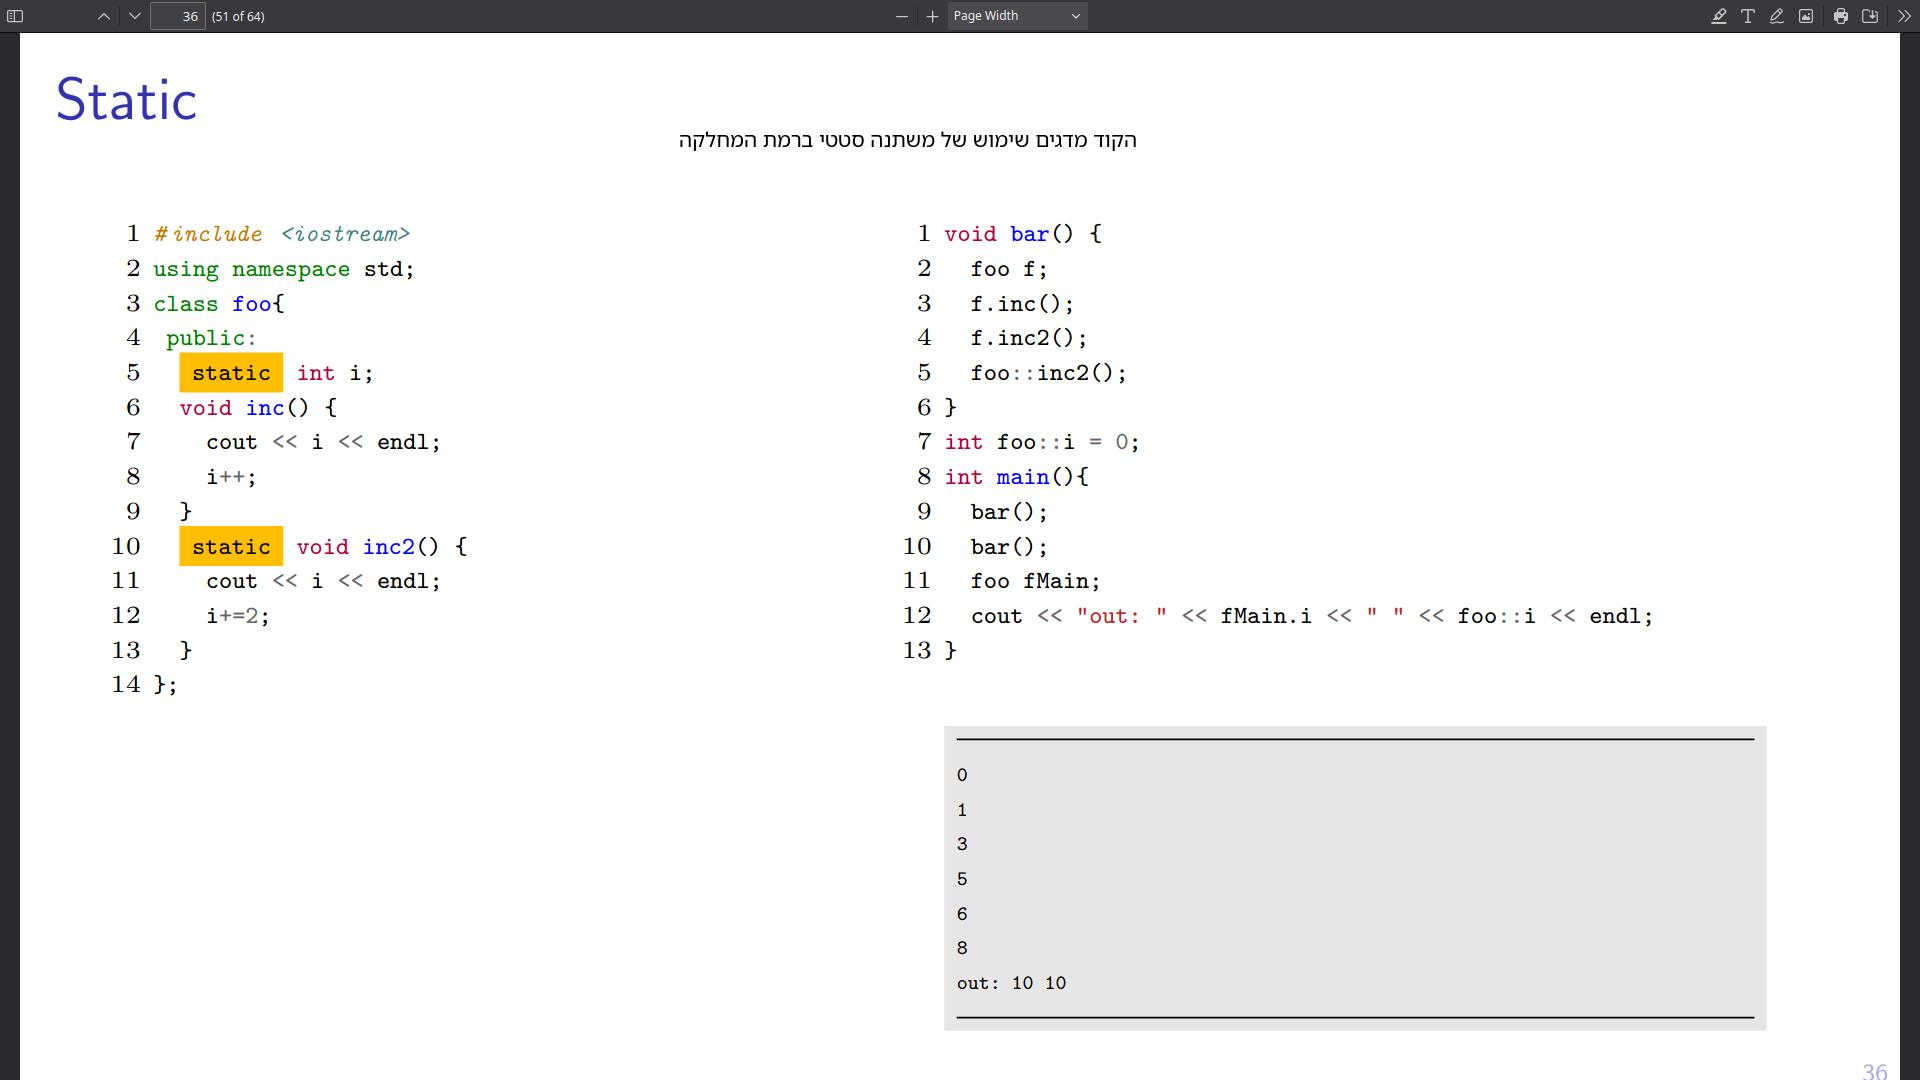 36 (51 of 64) Page Width
Static
הקוד מדגים שימוש של משתנה סטטי ברמת המחלקה
1 #include <iostream>
2 using namespace std;
3 class foo{
4 public:
5 static int i;
6 void inc() {
7 cout << i << endl;
8 i++;
9 }
10 static void inc2() {
11 cout << i << endl;
12 i+=2;
13 }
14 };
1 void bar() {
2 foo f;
3 f.inc();
4 f.inc2();
5 foo::inc2();
6 }
7 int foo::i = 0;
8 int main(){
9 bar();
10 bar();
11 foo fMain;
12 cout << "out: " << fMain.i << " " << foo::i << endl;
13 }
0
1
3
5
6
8
out: 10 10
36